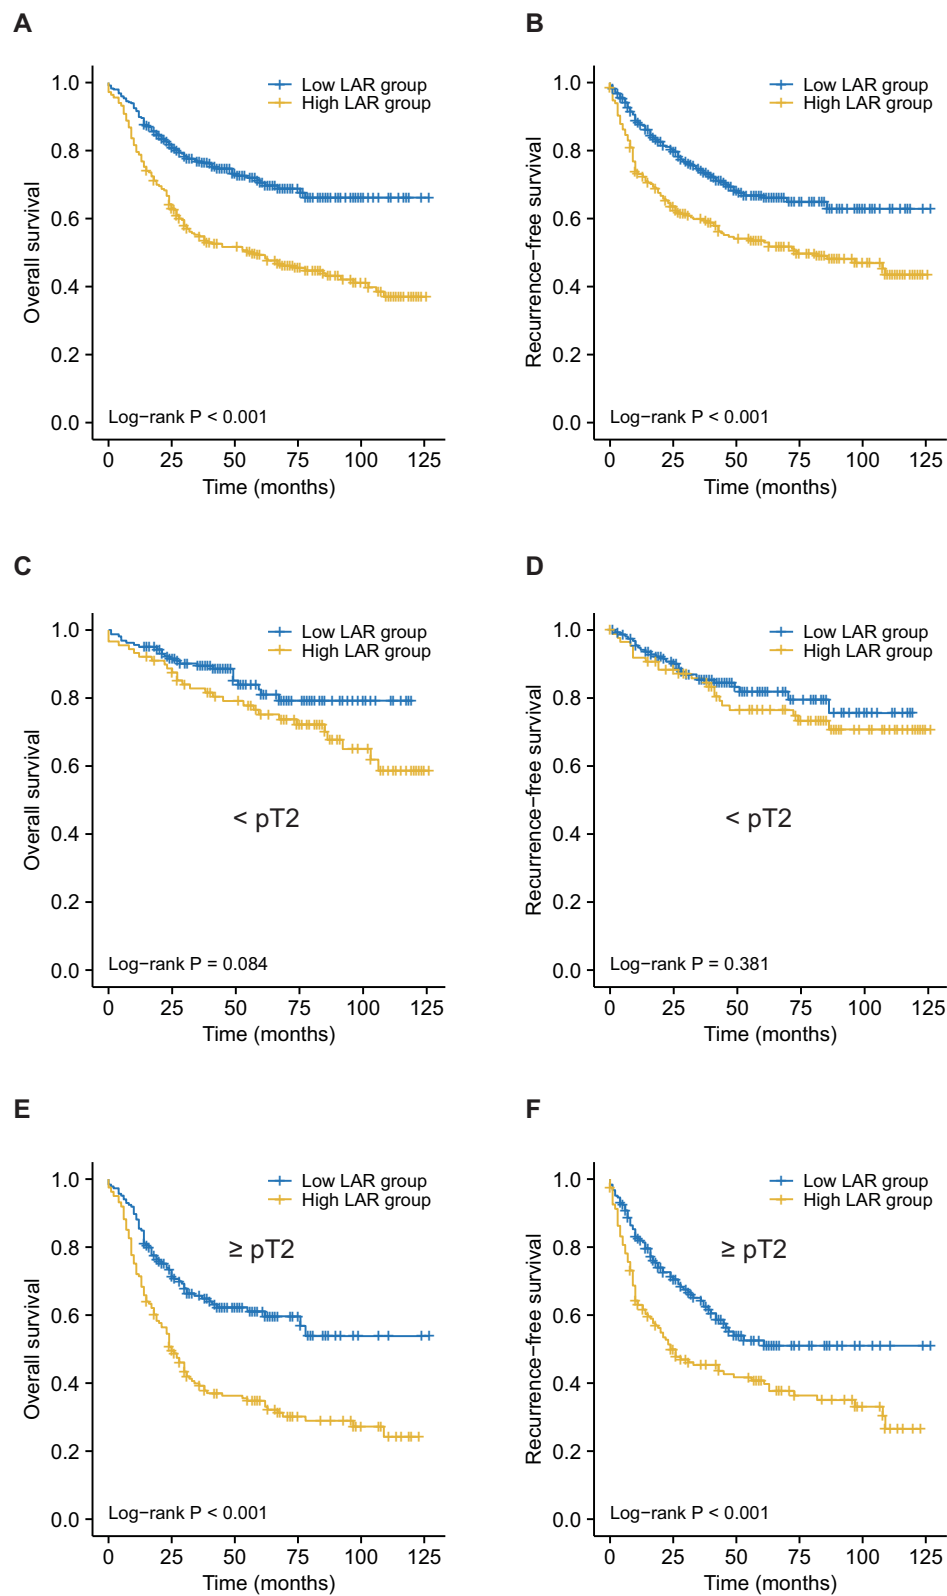 A
Overall survival
1.0
0.8
0.6
0.4
0.2
0.0
Low LAR group
High LAR group
Log−rank P < 0.001
0 25 50 75 100 125
Time (months)
B
Recurrence−free survival
1.0
0.8
0.6
0.4
0.2
0.0
Low LAR group
High LAR group
Log−rank P < 0.001
0 25 50 75 100 125
Time (months)
C
Overall survival
1.0
0.8
0.6
0.4
0.2
0.0
Low LAR group
High LAR group
< pT2
Log−rank P = 0.084
0 25 50 75 100 125
Time (months)
D
Recurrence−free survival
1.0
0.8
0.6
0.4
0.2
0.0
Low LAR group
High LAR group
< pT2
Log−rank P = 0.381
0 25 50 75 100 125
Time (months)
E
Overall survival
1.0
0.8
0.6
0.4
0.2
0.0
Low LAR group
High LAR group
≥ pT2
Log−rank P < 0.001
0 25 50 75 100 125
Time (months)
F
Recurrence−free survival
1.0
0.8
0.6
0.4
0.2
0.0
Low LAR group
High LAR group
≥ pT2
Log−rank P < 0.001
0 25 50 75 100 125
Time (months)